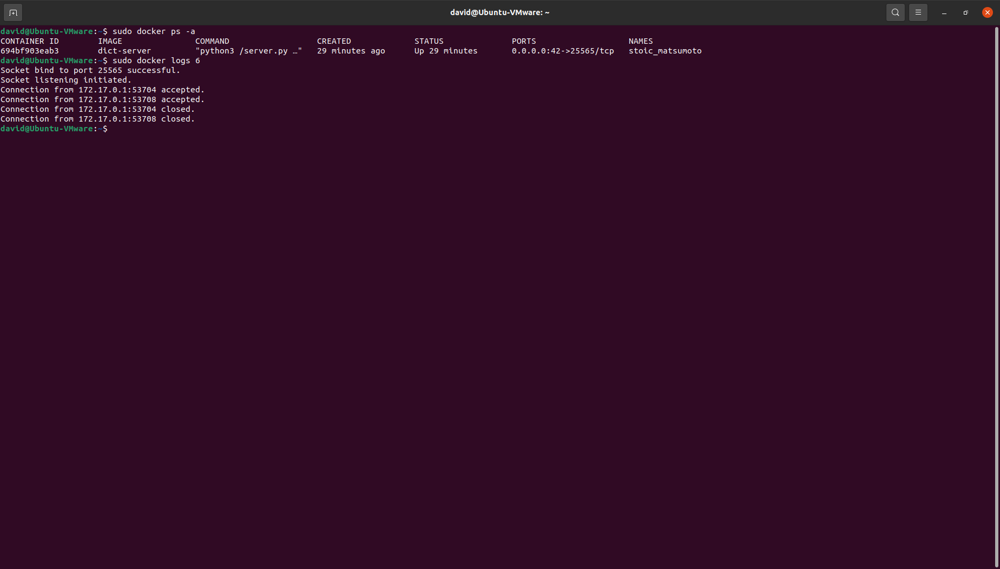 david@Ubuntu-VMware: ~
david@Ubuntu-VMware:~$ sudo docker ps -a
CONTAINER ID        IMAGE               COMMAND                  CREATED             STATUS              PORTS                   NAMES
694bf903eab3        dict-server         "python3 /server.py …"   29 minutes ago      Up 29 minutes       0.0.0.0:42->25565/tcp   stoic_matsumoto
david@Ubuntu-VMware:~$ sudo docker logs 6
Socket bind to port 25565 successful.
Socket listening initiated.
Connection from 172.17.0.1:53704 accepted.
Connection from 172.17.0.1:53708 accepted.
Connection from 172.17.0.1:53704 closed.
Connection from 172.17.0.1:53708 closed.
david@Ubuntu-VMware:~$